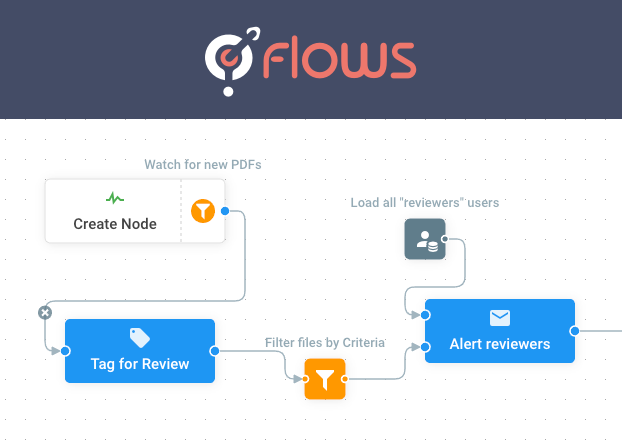 flows
Watch for new PDFs
Create Node
Load all "reviewers" users
Tag for Review
Filter files by Criteria
Alert reviewers